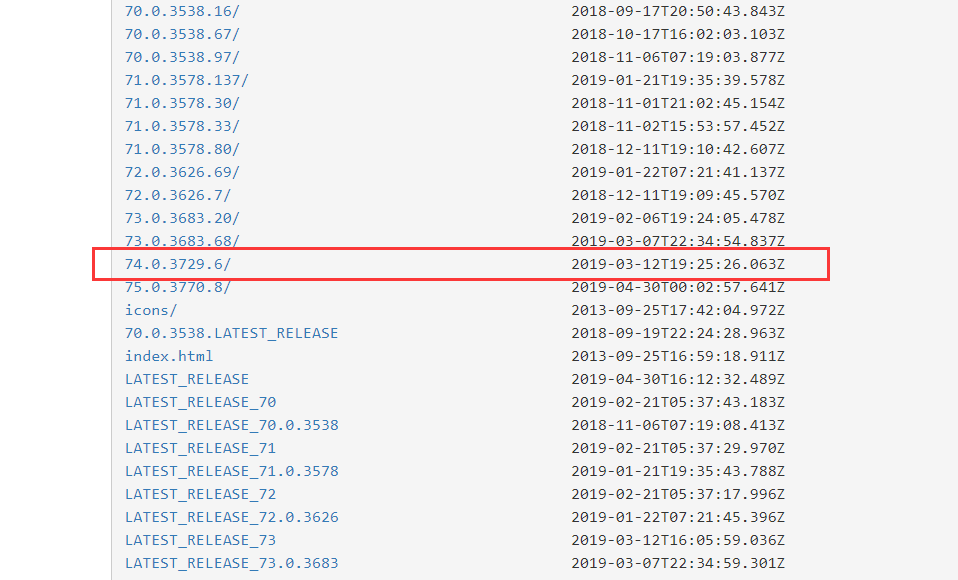 70.0.3538.16/ 2018-09-17T20:50:43.843Z
70.0.3538.67/ 2018-10-17T16:02:03.103Z
70.0.3538.97/ 2018-11-06T07:19:03.877Z
71.0.3578.137/ 2019-01-21T19:35:39.578Z
71.0.3578.30/ 2018-11-01T21:02:45.154Z
71.0.3578.33/ 2018-11-02T15:53:57.452Z
71.0.3578.80/ 2018-12-11T19:10:42.607Z
72.0.3626.69/ 2019-01-22T07:21:41.137Z
72.0.3626.7/ 2018-12-11T19:09:45.570Z
73.0.3683.20/ 2019-02-06T19:24:05.478Z
73.0.3683.68/ 2019-03-07T22:34:54.837Z
74.0.3729.6/ 2019-03-12T19:25:26.063Z
75.0.3770.8/ 2019-04-30T00:02:57.641Z
icons/ 2013-09-25T17:42:04.972Z
70.0.3538.LATEST_RELEASE 2018-09-19T22:24:28.963Z
index.html 2013-09-25T16:59:18.911Z
LATEST_RELEASE 2019-04-30T16:12:32.489Z
LATEST_RELEASE_70 2019-02-21T05:37:43.183Z
LATEST_RELEASE_70.0.3538 2018-11-06T07:19:08.413Z
LATEST_RELEASE_71 2019-02-21T05:37:29.970Z
LATEST_RELEASE_71.0.3578 2019-01-21T19:35:43.788Z
LATEST_RELEASE_72 2019-02-21T05:37:17.996Z
LATEST_RELEASE_72.0.3626 2019-01-22T07:21:45.396Z
LATEST_RELEASE_73 2019-03-12T16:05:59.036Z
LATEST_RELEASE_73.0.3683 2019-03-07T22:34:59.301Z